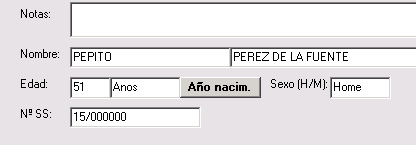 Notas:
Nombre: PEPITO PEREZ DE LA FUENTE
Edad: 51 Anos Año nacim. Sexo (H/M): Home
Nº SS: 15/000000